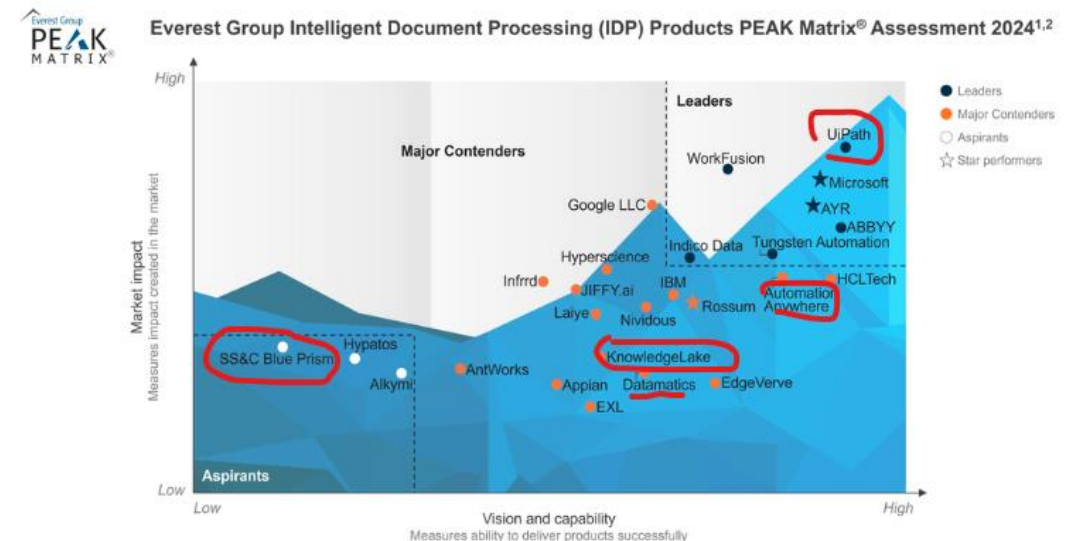 Everest Group
PEAK
MATRIX®
Everest Group Intelligent Document Processing (IDP) Products PEAK Matrix® Assessment 2024¹,²
High
Leaders
Leaders
Major Contenders
Aspirants
Star performers
UiPath
Major Contenders
WorkFusion
Microsoft
Google LLC
AYR
ABBYY
Indico Data
Tungsten Automation
Hyperscience
Infrrd
JIFFY.ai
IBM
Automation
Anywhere
HCLTech
Laiye
Nividous
Rossum
SS&C Blue Prism
Hypatos
KnowledgeLake
Alkymi
AntWorks
Appian
Datamatics
EdgeVerve
EXL
Aspirants
Market impact
Measures impact created in the market
Low
Low
High
Vision and capability
Measures ability to deliver products successfully